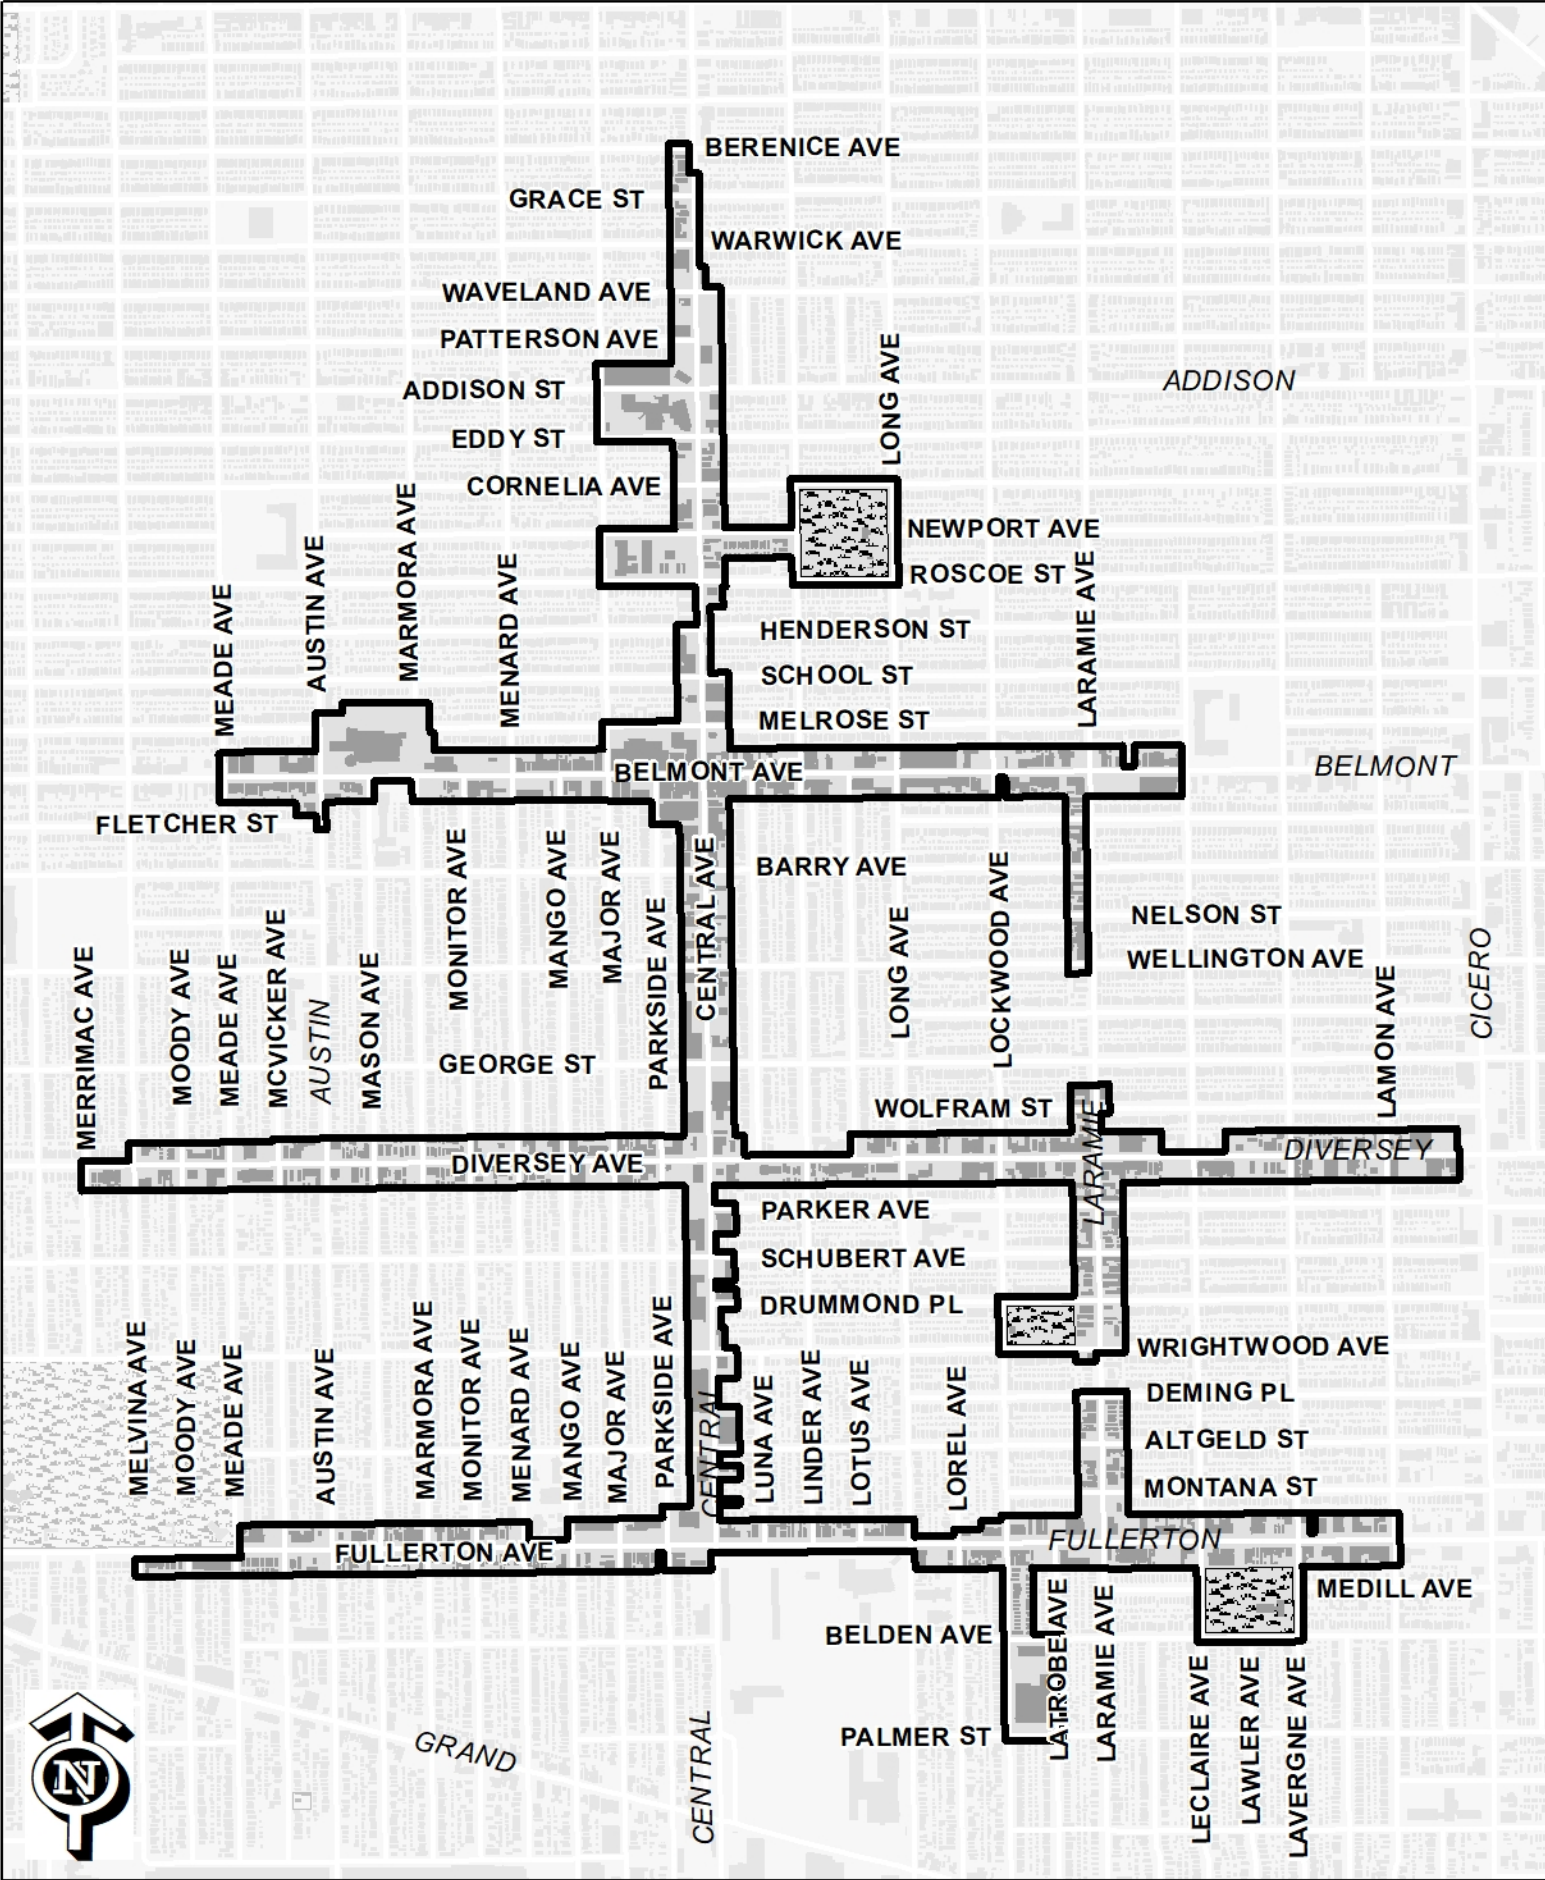 BERENICE AVE
GRACE ST
WARWICK AVE
WAVELAND AVE
PATTERSON AVE
LONG AVE
ADDISON
ADDISON ST
EDDY ST
CORNELIA AVE
NEWPORT AVE
ROSCOE ST
MEADE AVE
AUSTIN AVE
MARMORA AVE
MENARD AVE
LARAMIE AVE
HENDERSON ST
SCHOOL ST
MELROSE ST
BELMONT AVE
BELMONT
FLETCHER ST
MONITOR AVE
MANGO AVE
MAJOR AVE
PARKSIDE AVE
CENTRAL AVE
BARRY AVE
LONG AVE
LOCKWOOD AVE
NELSON ST
WELLINGTON AVE
CICERO
LAMON AVE
MERRIMAC AVE
MOODY AVE
MEADE AVE
MCVICKER AVE
AUSTIN
MASON AVE
GEORGE ST
WOLFRAM ST
DIVERSEY AVE
LARAMIE
DIVERSEY
PARKER AVE
SCHUBERT AVE
DRUMMOND PL
WRIGHTWOOD AVE
MELVINA AVE
MOODY AVE
MEADE AVE
AUSTIN AVE
MARMORA AVE
MONITOR AVE
MENARD AVE
MANGO AVE
MAJOR AVE
PARKSIDE AVE
CENTRAL
LUNA AVE
LINDER AVE
LOTUS AVE
LOREL AVE
DEMING PL
ALTGELD ST
MONTANA ST
FULLERTON AVE
FULLERTON
MEDILL AVE
BELDEN AVE
PALMER ST
LATROBE AVE
LARAMIE AVE
LECLAIRE AVE
LAWLER AVE
LAVERGNE AVE
GRAND
CENTRAL
N